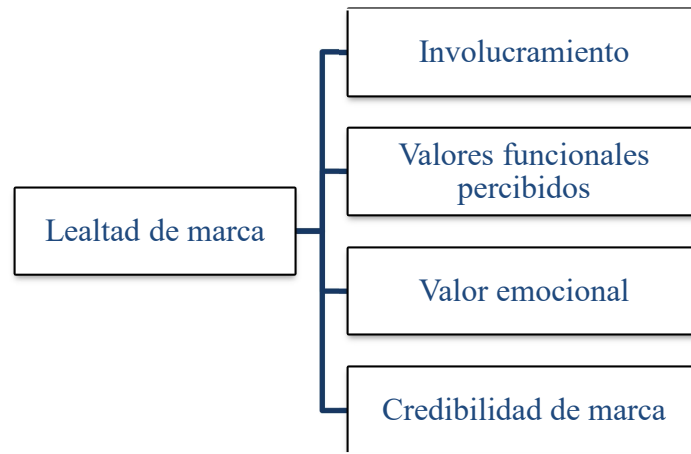 Involucramiento
Valores funcionales
percibidos
Lealtad de marca
Valor emocional
Credibilidad de marca